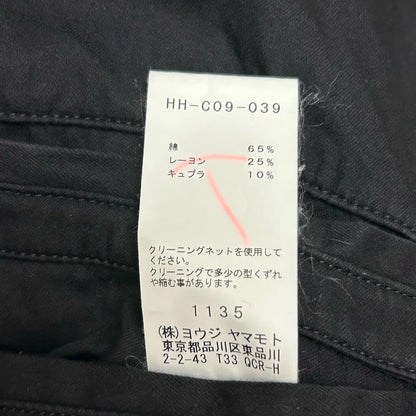 HH-C09-039
綿 65%
レーヨン 25%
キュプラ 10%
クリーニングネットを使用して
ください。
クリーニングで多少の型くずれ
や縮む事があります。
1135
(株)ヨウジ ヤマモト
東京都品川区東品川
2-2-43 T33 QCR-H